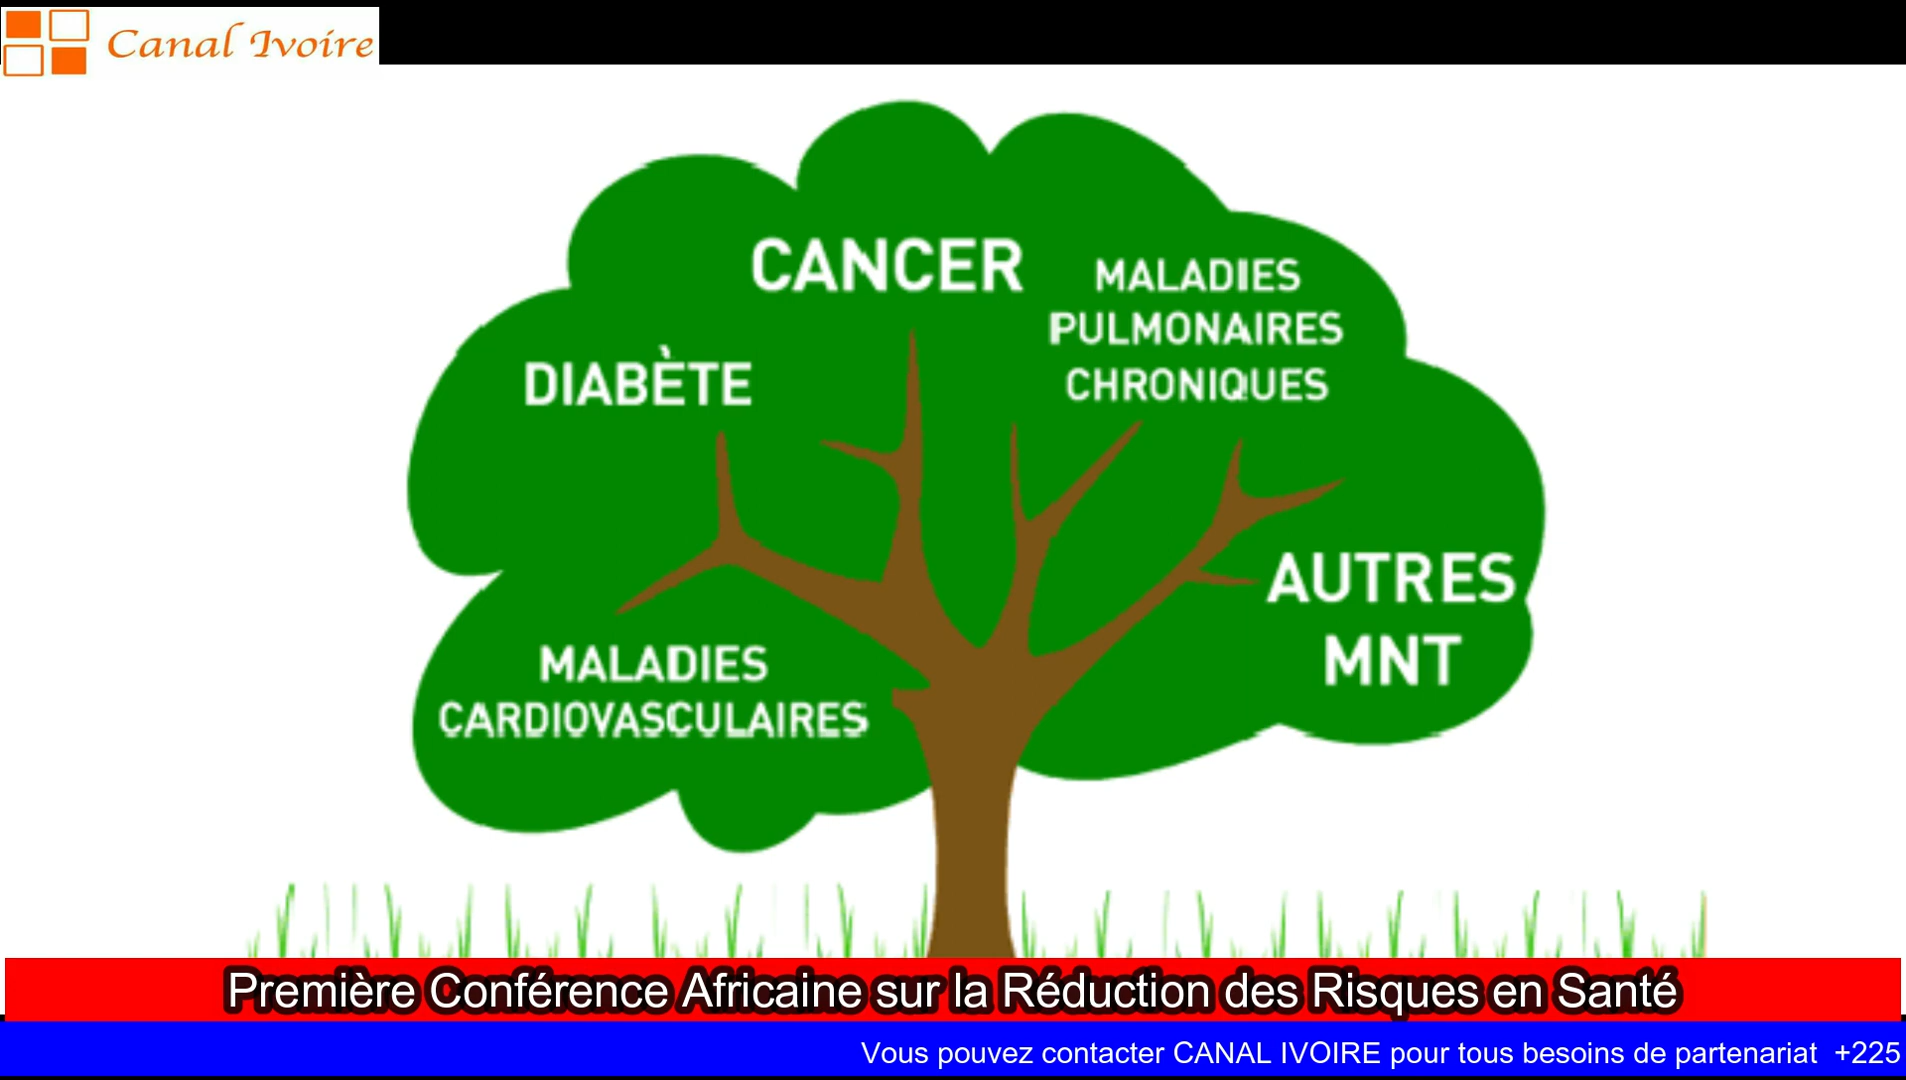 Canal Ivoire
CANCER
MALADIES
PULMONAIRES
CHRONIQUES
DIABÈTE
AUTRES
MNT
MALADIES
CARDIOVASCULAIRES
Première Conférence Africaine sur la Réduction des Risques en Santé
Vous pouvez contacter CANAL IVOIRE pour tous besoins de partenariat +225